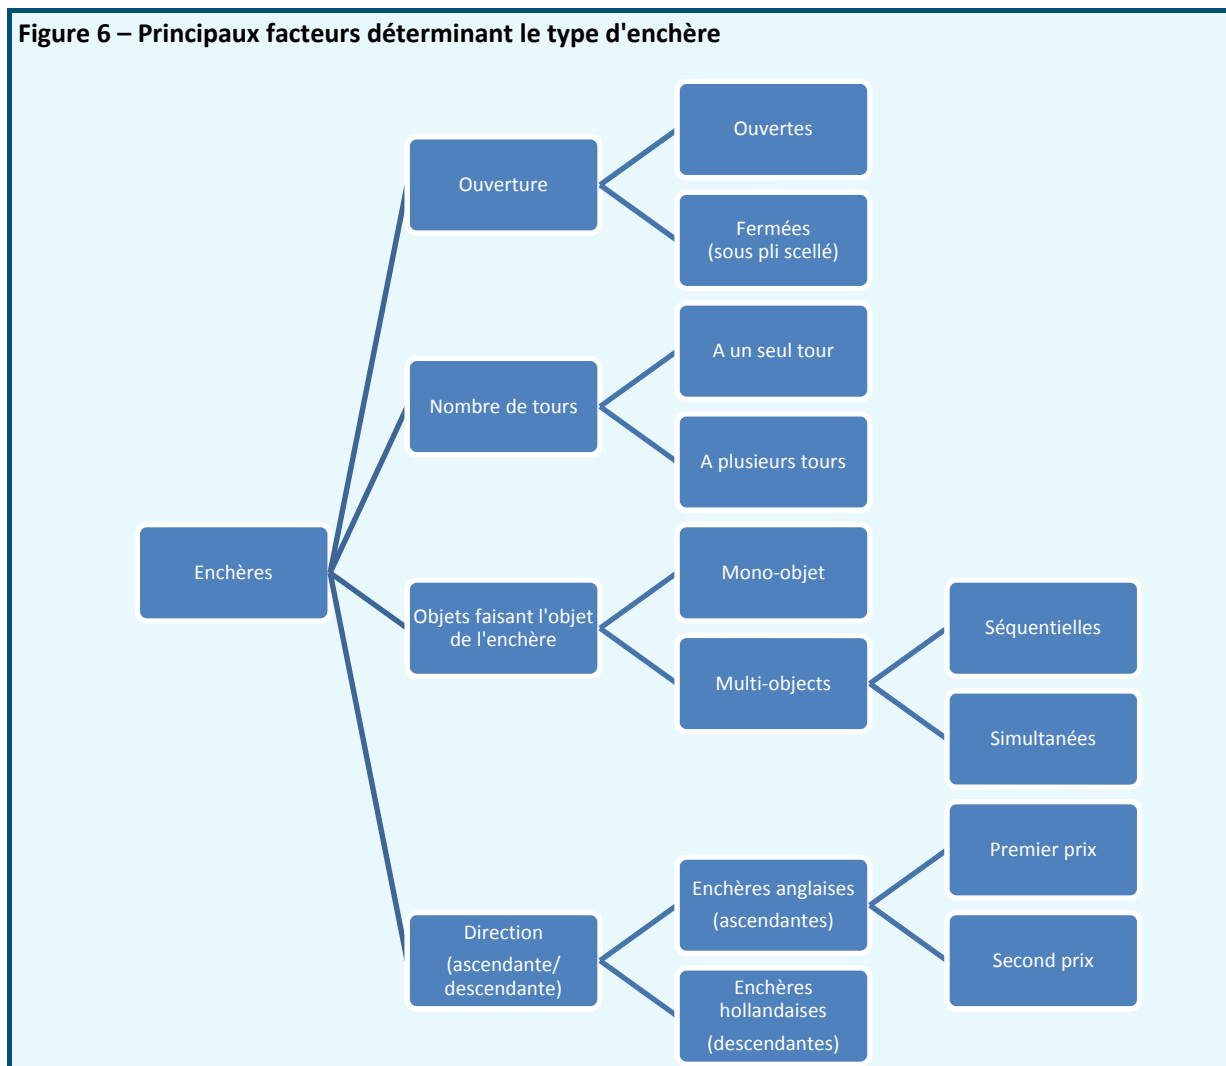 Figure 6 – Principaux facteurs déterminant le type d'enchère
Ouvertes
Ouverture
Fermées
(sous pli scellé)
A un seul tour
Nombre de tours
A plusieurs tours
Enchères
Mono-objet
Objets faisant l'objet
de l'enchère
Séquentielles
Multi-objects
Simultanées
Premier prix
Enchères anglaises
(ascendantes)
Direction
(ascendante/
descendante)
Second prix
Enchères
hollandaises
(descendantes)